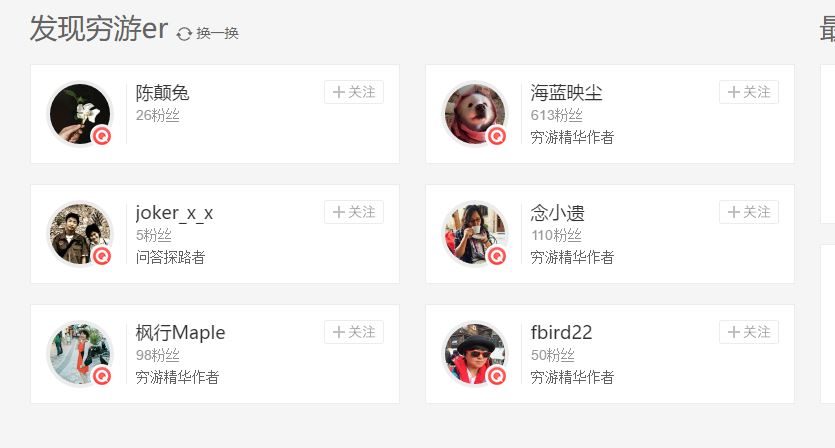 发现穷游er 换一换
陈颠兔
关注
26粉丝
海蓝映尘
关注
613粉丝
穷游精华作者
joker_x_x
关注
5粉丝
问答探路者
念小遗
关注
110粉丝
穷游精华作者
枫行Maple
关注
98粉丝
穷游精华作者
fbird22
关注
50粉丝
穷游精华作者